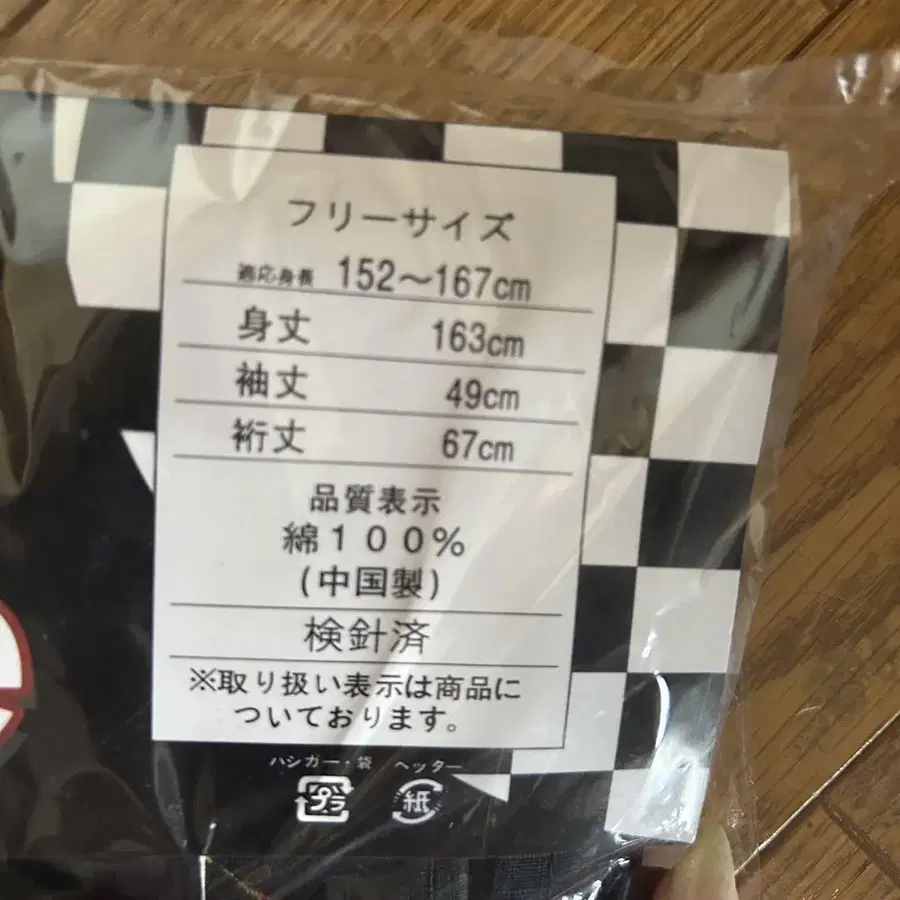 フリーサイズ
適応身長 152～167cm
身丈 163cm
袖丈 49cm
裄丈 67cm
品質表示
綿１００％
(中国製)
検針済
※取り扱い表示は商品に
ついております。
ハンガー・袋 ヘッター
プラ 紙